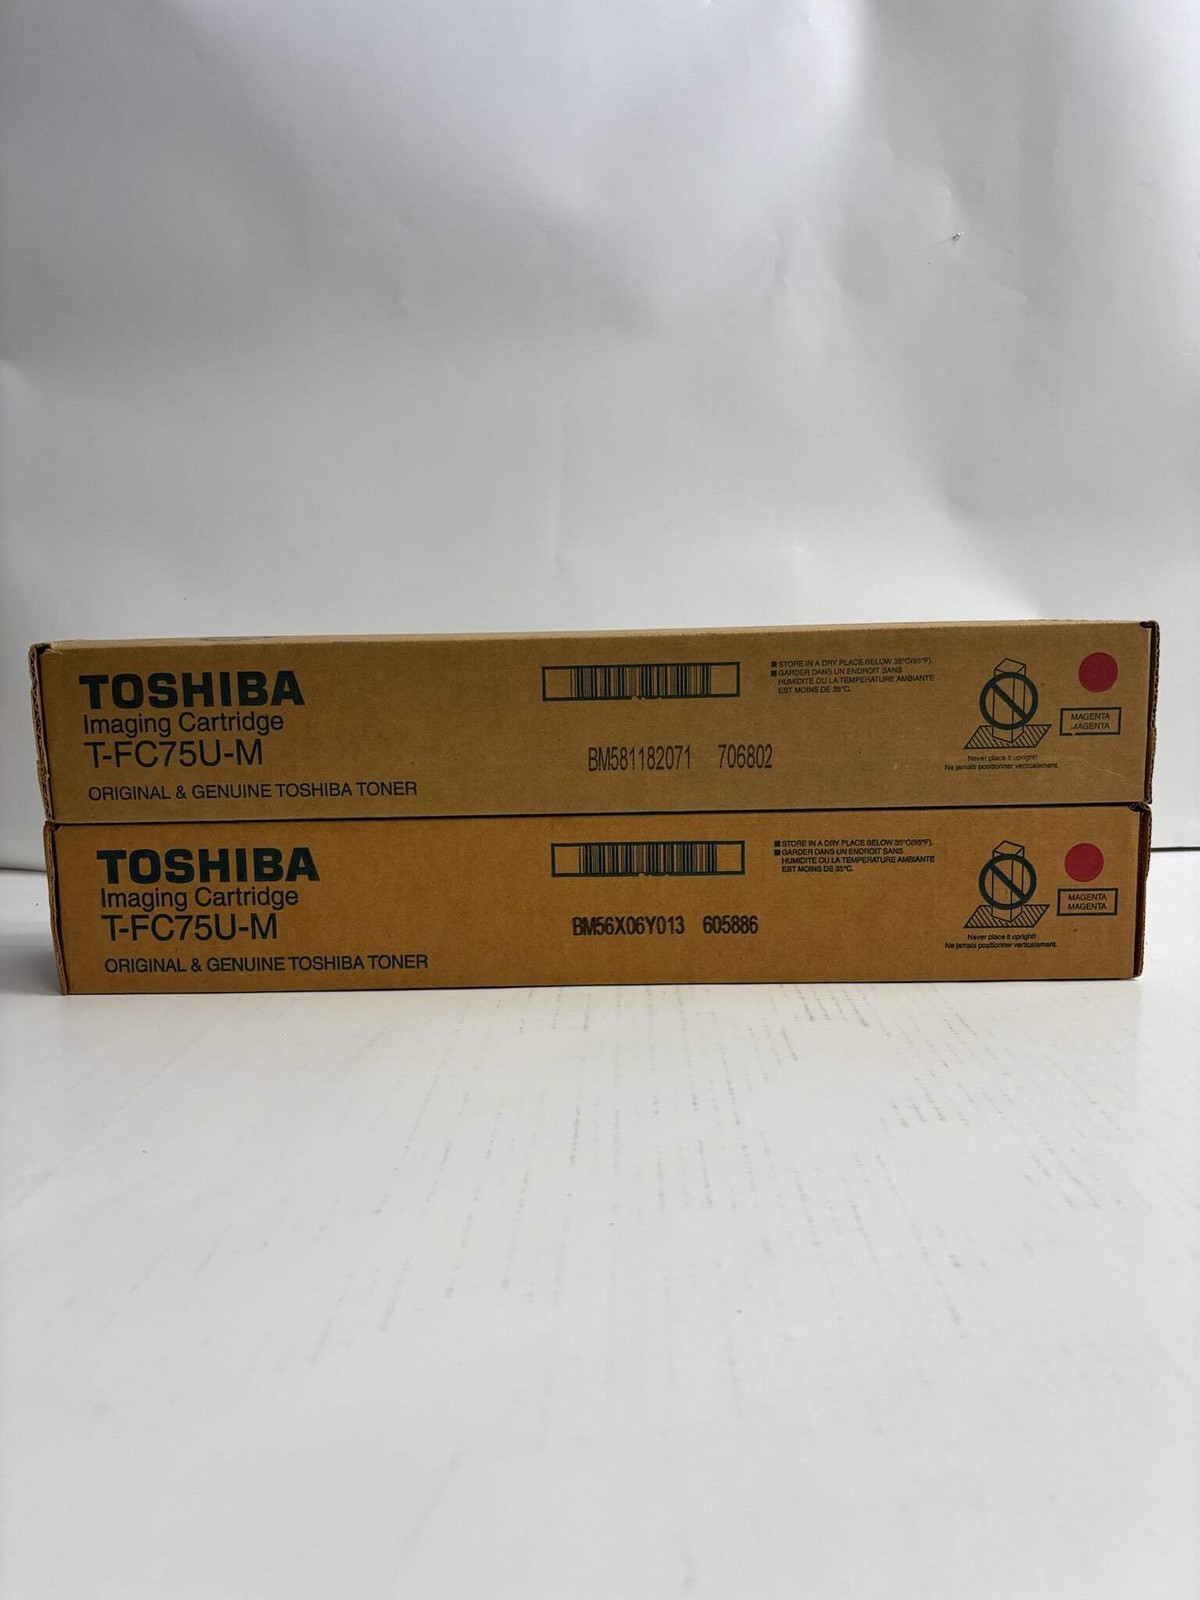 TOSHIBA
Imaging Cartridge
T-FC75U-M
ORIGINAL & GENUINE TOSHIBA TONER
BM581182071 706802
■ STORE IN A DRY PLACE BELOW 35°C(95°F).
■ GARDER DANS UN ENDROIT SANS
HUMIDITE OU LA TEMPERATURE AMBIANTE
EST MOINS DE 35°C.
Never place it upright!
Ne jamais positionner verticalement.
MAGENTA
MAGENTA
TOSHIBA
Imaging Cartridge
T-FC75U-M
ORIGINAL & GENUINE TOSHIBA TONER
BM56X06Y013 605886
■ STORE IN A DRY PLACE BELOW 35°C(95°F).
■ GARDER DANS UN ENDROIT SANS
HUMIDITE OU LA TEMPERATURE AMBIANTE
EST MOINS DE 35°C.
Never place it upright!
Ne jamais positionner verticalement.
MAGENTA
MAGENTA